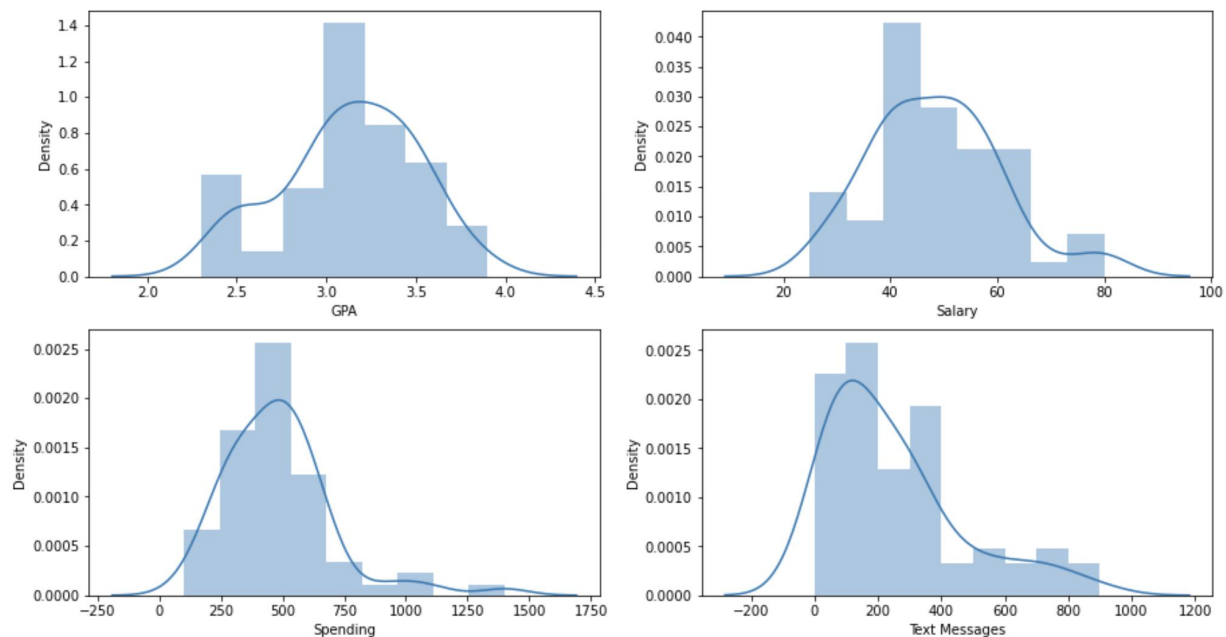 1.4
1.2
1.0
0.8
0.6
0.4
0.2
0.0
Density
2.0 2.5 3.0 3.5 4.0 4.5
GPA
0.040
0.035
0.030
0.025
0.020
0.015
0.010
0.005
0.000
Density
20 40 60 80 100
Salary
0.0025
0.0020
0.0015
0.0010
0.0005
0.0000
Density
−250 0 250 500 750 1000 1250 1500 1750
Spending
0.0025
0.0020
0.0015
0.0010
0.0005
0.0000
Density
−200 0 200 400 600 800 1000 1200
Text Messages